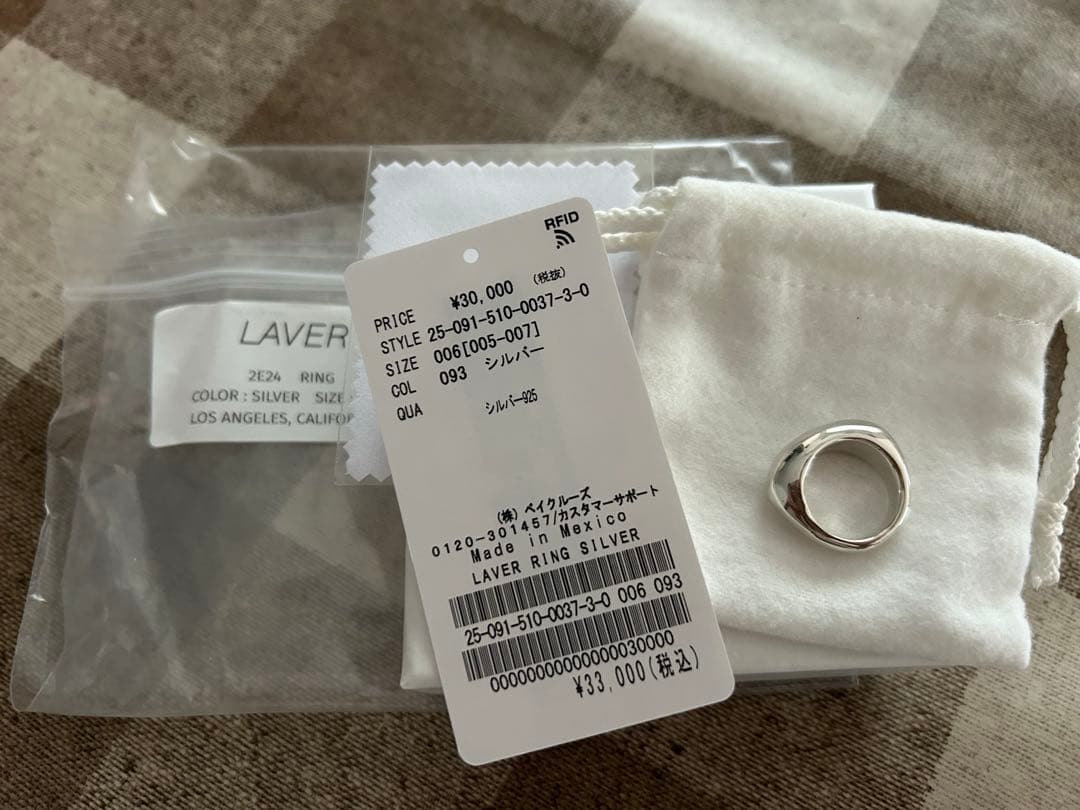 RFID
PRICE ¥30,000 (税抜)
STYLE 25-091-510-0037-3-0
SIZE 006[005-007]
COL 093 シルバー
QUA シルバー925
(株) ベイクルーズ
0120-301457/カスタマーサポート
Made in Mexico
LAVER RING SILVER
25-091-510-0037-3-0 006 093
0000000000000030000
¥33,000(税込)
LAVER
2E24 RING
COLOR : SILVER SIZE
LOS ANGELES, CALIFO